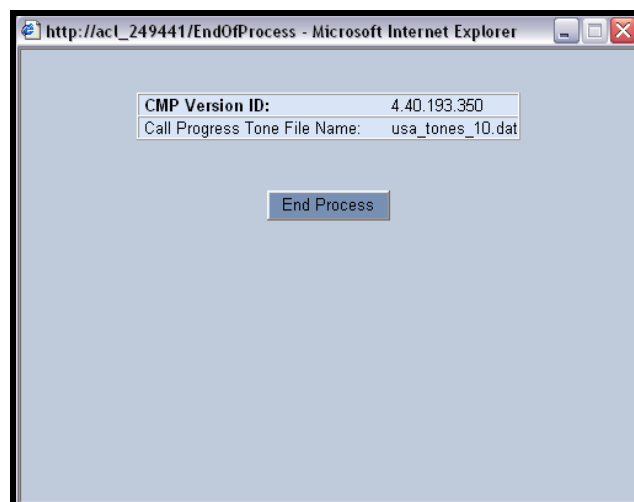 http://acl_249441/EndOfProcess - Microsoft Internet Explorer
CMP Version ID: 4.40.193.350
Call Progress Tone File Name: usa_tones_10.dat
End Process